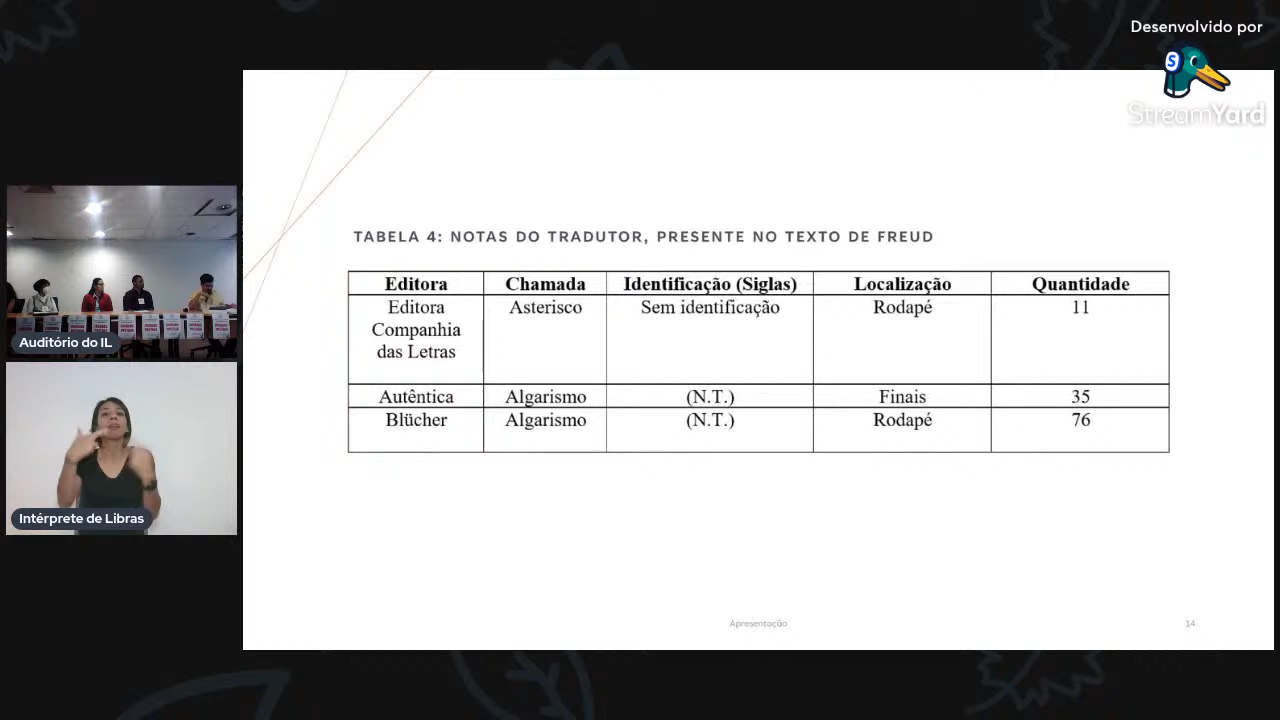 Desenvolvido por
StreamYard
TABELA 4: NOTAS DO TRADUTOR, PRESENTE NO TEXTO DE FREUD
Editora Chamada Identificação (Siglas) Localização Quantidade
Editora Asterisco Sem identificação Rodapé 11
Companhia
das Letras
Autêntica Algarismo (N.T.) Finais 35
Blücher Algarismo (N.T.) Rodapé 76
Auditório do IL
Intérprete de Libras
Apresentação 14